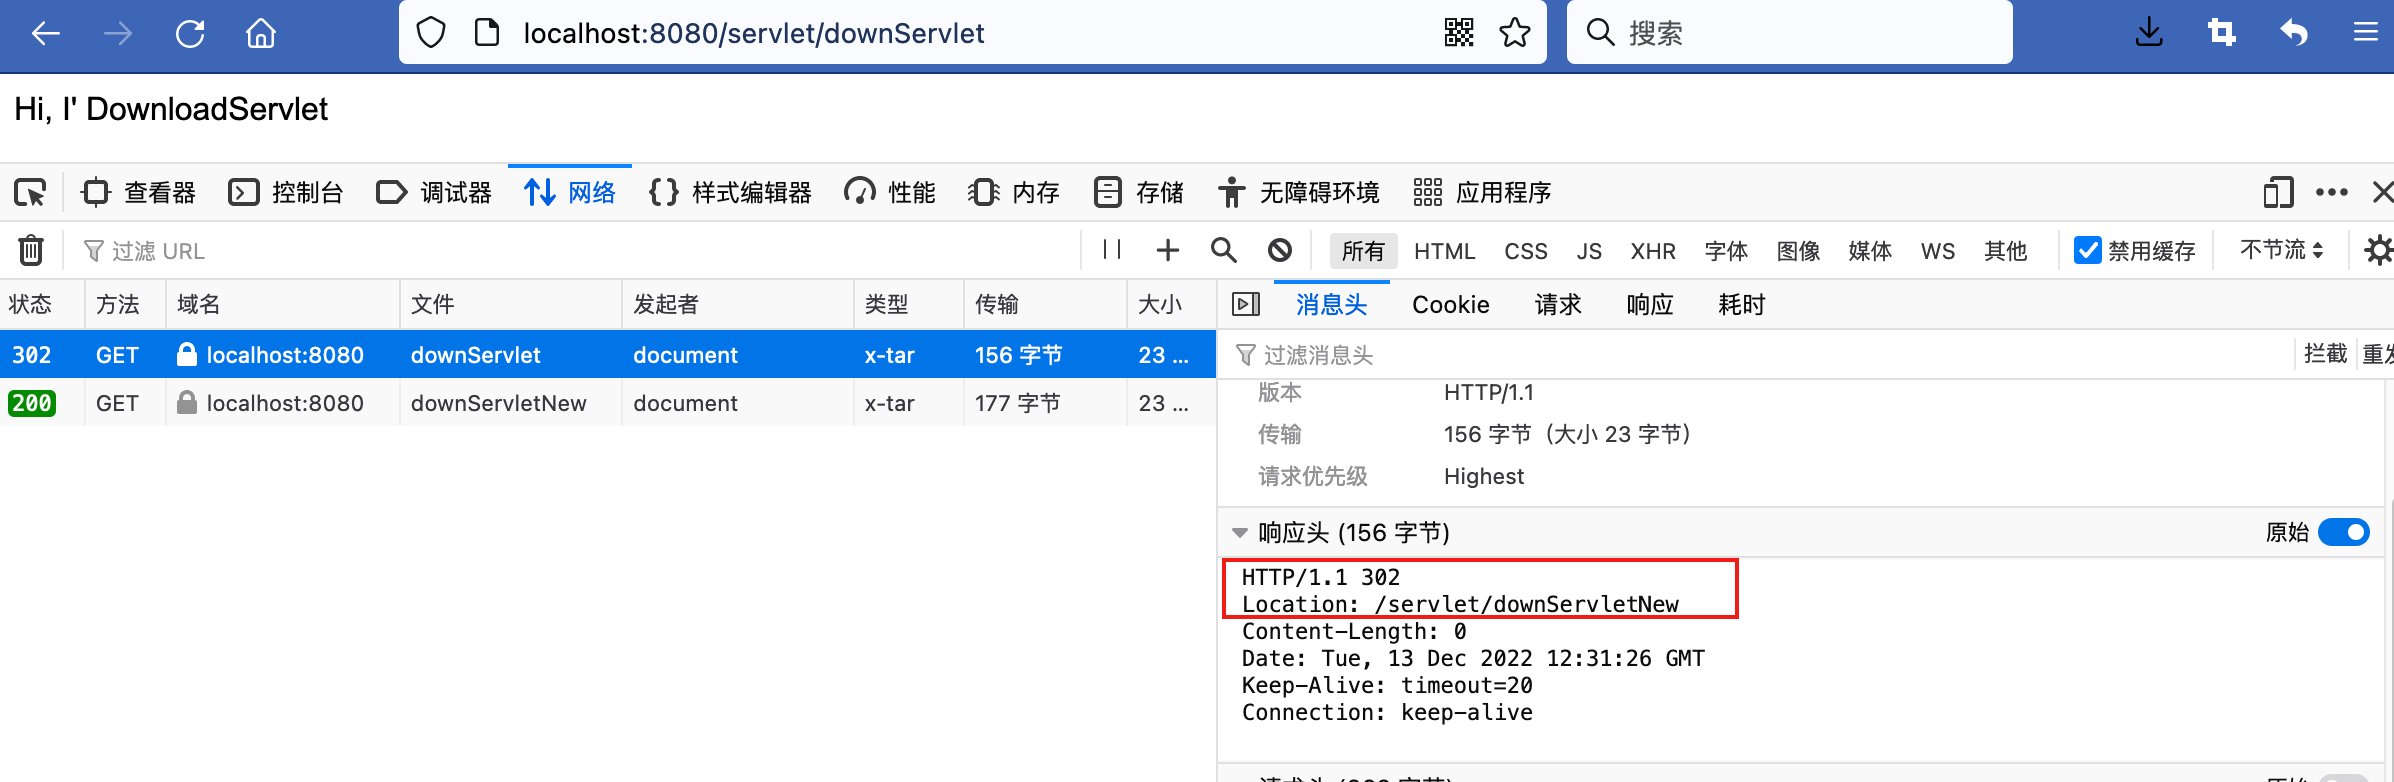 localhost:8080/servlet/downServlet
搜索
Hi, I' DownloadServlet
查看器 控制台 调试器 网络 样式编辑器 性能 内存 存储 无障碍环境 应用程序
过滤 URL
所有 HTML CSS JS XHR 字体 图像 媒体 WS 其他 禁用缓存 不节流
状态 方法 域名 文件 发起者 类型 传输 大小
302 GET localhost:8080 downServlet document x-tar 156 字节 23 ...
200 GET localhost:8080 downServletNew document x-tar 177 字节 23 ...
消息头 Cookie 请求 响应 耗时
过滤消息头 拦截 重发
版本 HTTP/1.1
传输 156 字节（大小 23 字节）
请求优先级 Highest
响应头 (156 字节) 原始
HTTP/1.1 302
Location: /servlet/downServletNew
Content-Length: 0
Date: Tue, 13 Dec 2022 12:31:26 GMT
Keep-Alive: timeout=20
Connection: keep-alive